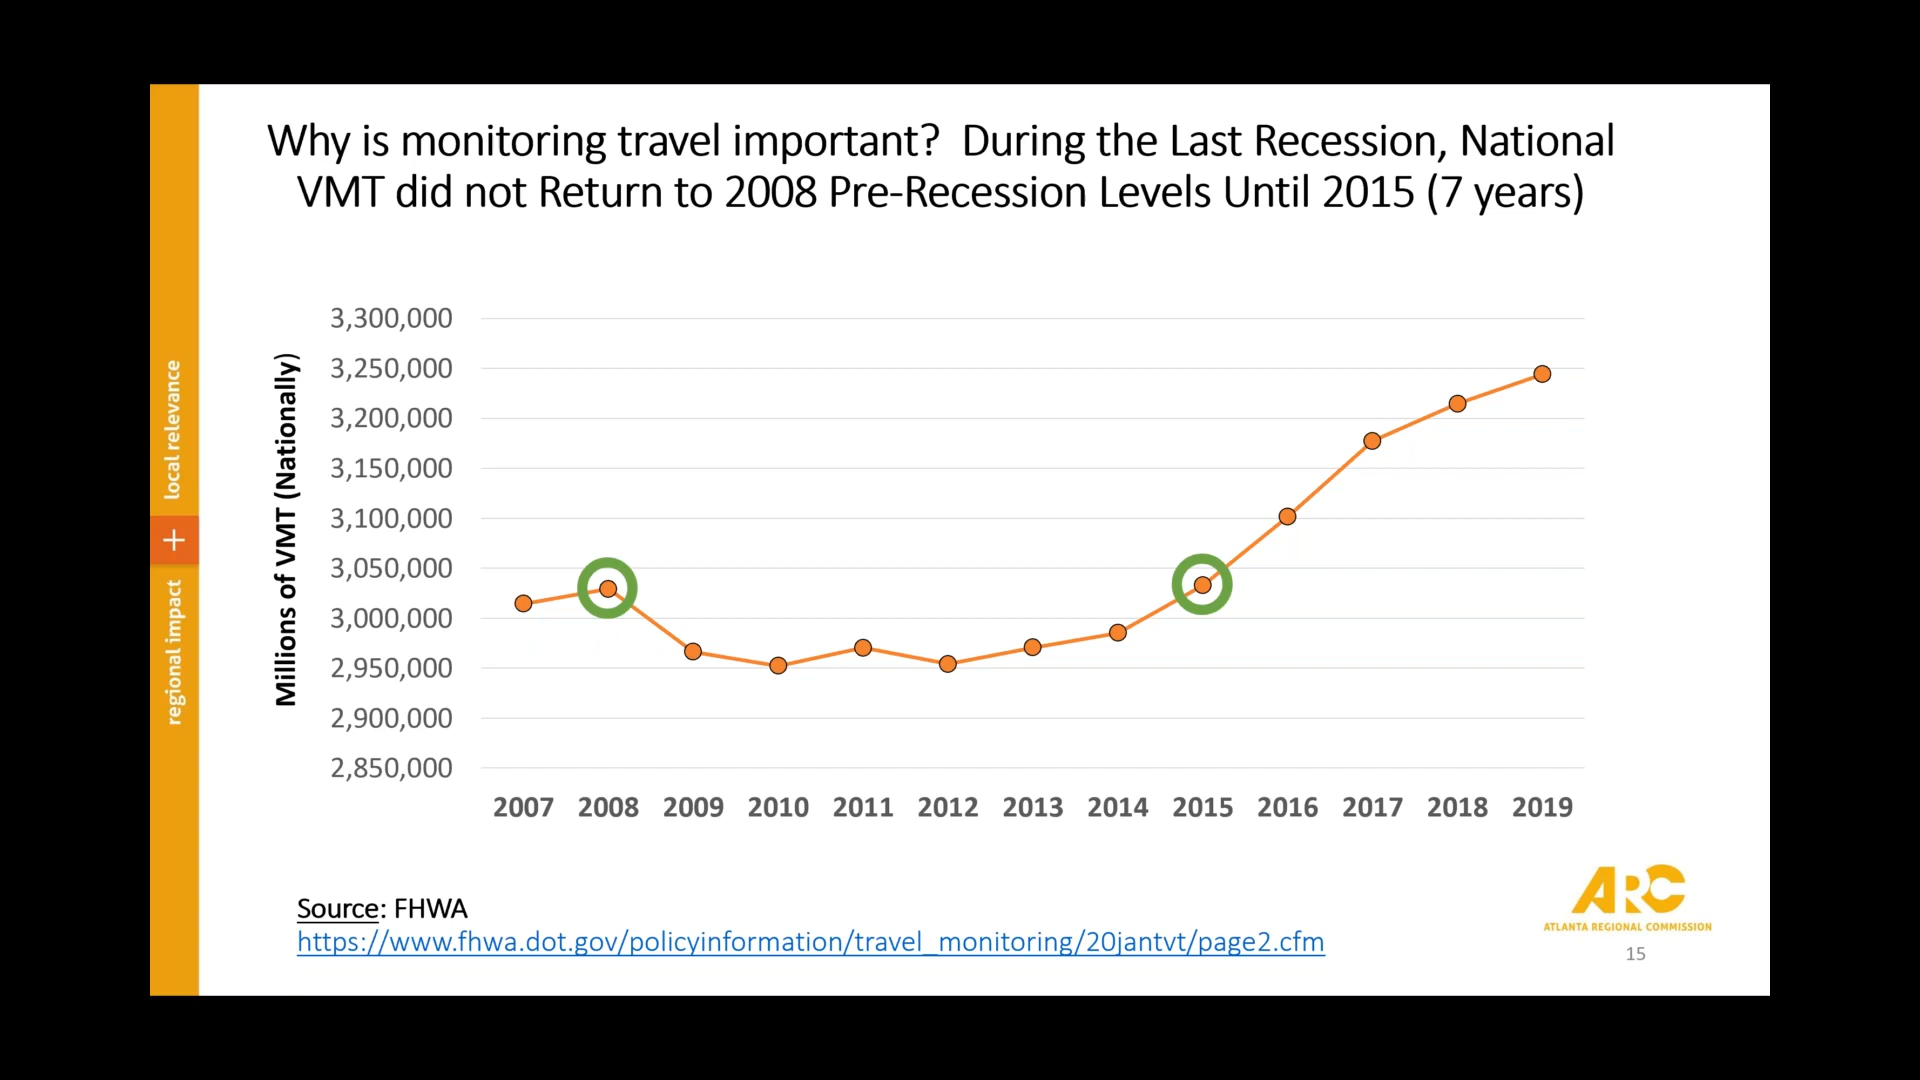 Why is monitoring travel important?  During the Last Recession, National
VMT did not Return to 2008 Pre-Recession Levels Until 2015 (7 years)
local relevance
+
regional impact
Millions of VMT (Nationally)
3,300,000
3,250,000
3,200,000
3,150,000
3,100,000
3,050,000
3,000,000
2,950,000
2,900,000
2,850,000
2007 2008 2009 2010 2011 2012 2013 2014 2015 2016 2017 2018 2019
Source: FHWA
https://www.fhwa.dot.gov/policyinformation/travel_monitoring/20jantvt/page2.cfm
ARC
ATLANTA REGIONAL COMMISSION
15